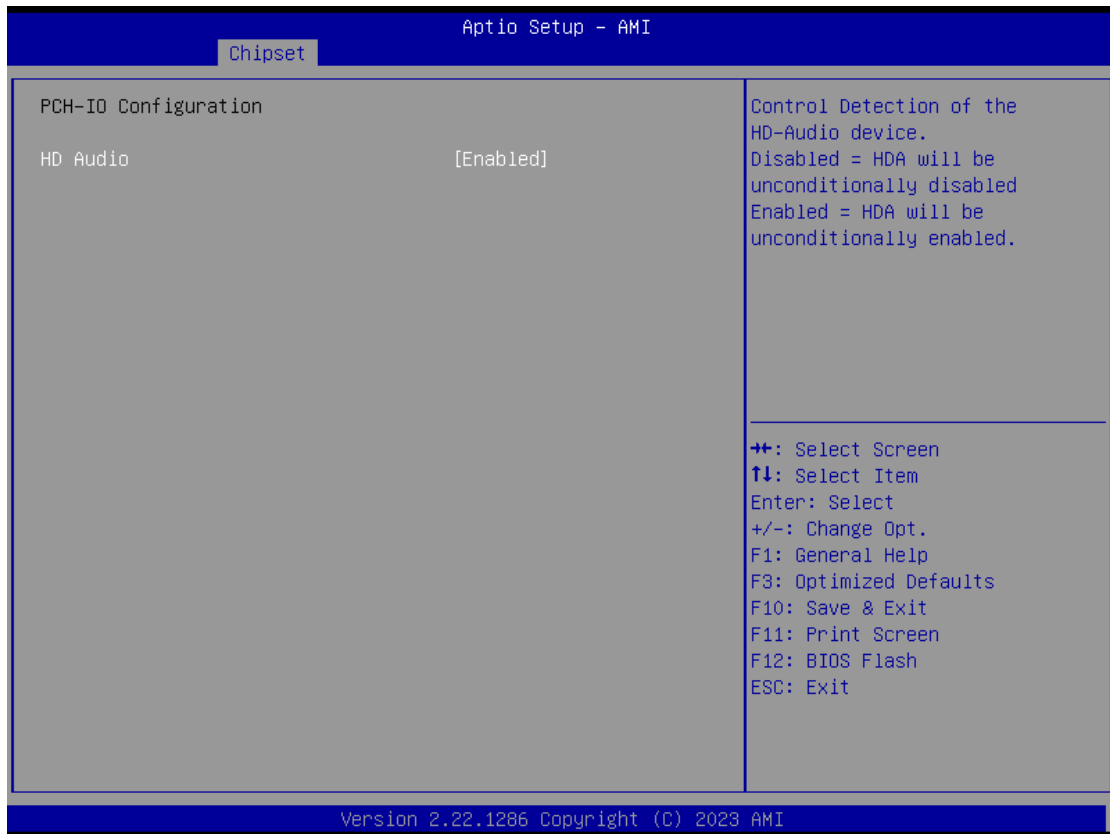 Aptio Setup – AMI
Chipset
PCH-IO Configuration
HD Audio [Enabled]
Control Detection of the
HD-Audio device.
Disabled = HDA will be
unconditionally disabled
Enabled = HDA will be
unconditionally enabled.
→←: Select Screen
↑↓: Select Item
Enter: Select
+/-: Change Opt.
F1: General Help
F3: Optimized Defaults
F10: Save & Exit
F11: Print Screen
F12: BIOS Flash
ESC: Exit
Version 2.22.1286 Copyright (C) 2023 AMI